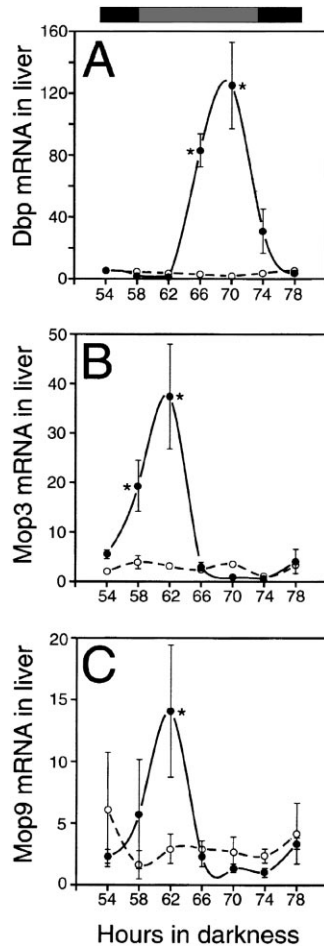 A
Dbp mRNA in liver
160
120
80
40
0
* *
54 58 62 66 70 74 78
B
Mop3 mRNA in liver
50
40
30
20
10
0
* *
54 58 62 66 70 74 78
C
Mop9 mRNA in liver
20
15
10
5
0
*
54 58 62 66 70 74 78
Hours in darkness